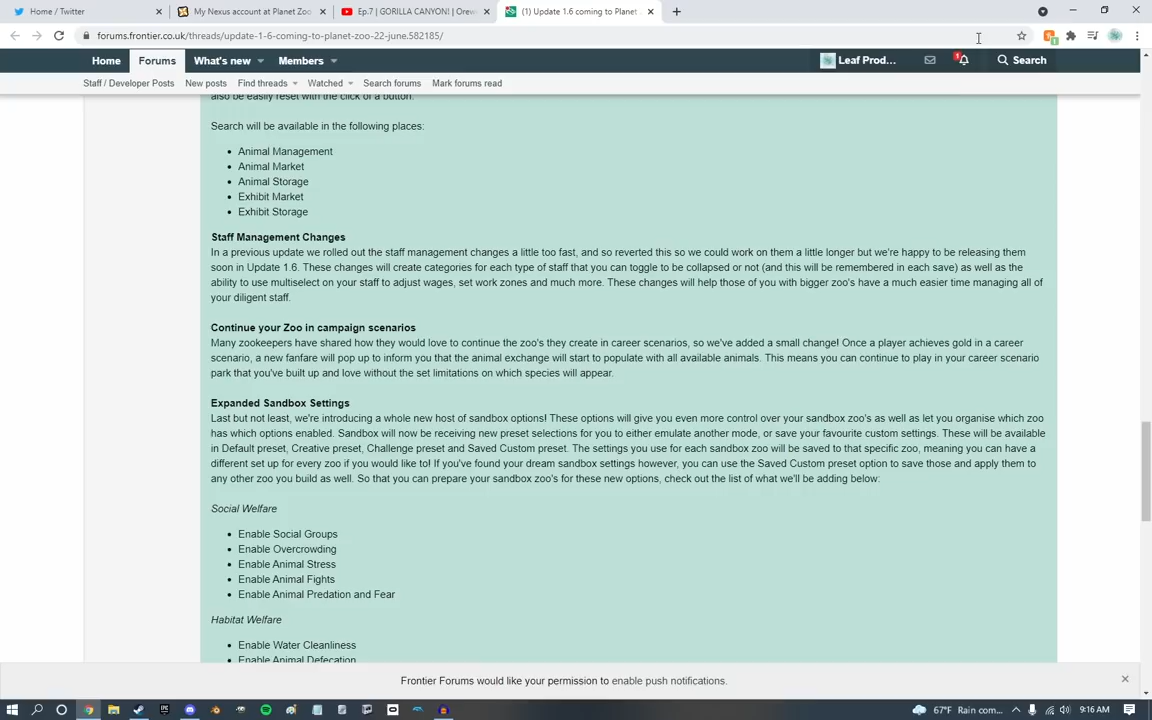 Home / Twitter
My Nexus account at Planet Zoo
Ep.7 | GORILLA CANYON! | Orew
(1) Update 1.6 coming to Planet
forums.frontier.co.uk/threads/update-1-6-coming-to-planet-zoo-22-june.582185/
Home Forums What's new Members Leaf Prod... Search
Staff / Developer Posts New posts Find threads Watched Search forums Mark forums read
also be easily reset with the click of a button.
Search will be available in the following places:
Animal Management
Animal Market
Animal Storage
Exhibit Market
Exhibit Storage
Staff Management Changes
In a previous update we rolled out the staff management changes a little too fast, and so reverted this so we could work on them a little longer but we're happy to be releasing them
soon in Update 1.6. These changes will create categories for each type of staff that you can toggle to be collapsed or not (and this will be remembered in each save) as well as the
ability to use multiselect on your staff to adjust wages, set work zones and much more. These changes will help those of you with bigger zoo's have a much easier time managing all of
your diligent staff.
Continue your Zoo in campaign scenarios
Many zookeepers have shared how they would love to continue the zoo's they create in career scenarios, so we've added a small change! Once a player achieves gold in a career
scenario, a new fanfare will pop up to inform you that the animal exchange will start to populate with all available animals. This means you can continue to play in your career scenario
park that you've built up and love without the set limitations on which species will appear.
Expanded Sandbox Settings
Last but not least, we're introducing a whole new host of sandbox options! These options will give you even more control over your sandbox zoo's as well as let you organise which zoo
has which options enabled. Sandbox will now be receiving new preset selections for you to either emulate another mode, or save your favourite custom settings. These will be available
in Default preset, Creative preset, Challenge preset and Saved Custom preset. The settings you use for each sandbox zoo will be saved to that specific zoo, meaning you can have a
different set up for every zoo if you would like to! If you've found your dream sandbox settings however, you can use the Saved Custom preset option to save those and apply them to
any other zoo you build as well. So that you can prepare your sandbox zoo's for these new options, check out the list of what we'll be adding below:
Social Welfare
Enable Social Groups
Enable Overcrowding
Enable Animal Stress
Enable Animal Fights
Enable Animal Predation and Fear
Habitat Welfare
Enable Water Cleanliness
Enable Animal Defecation
Frontier Forums would like your permission to enable push notifications.
67°F Rain com... 9:16 AM